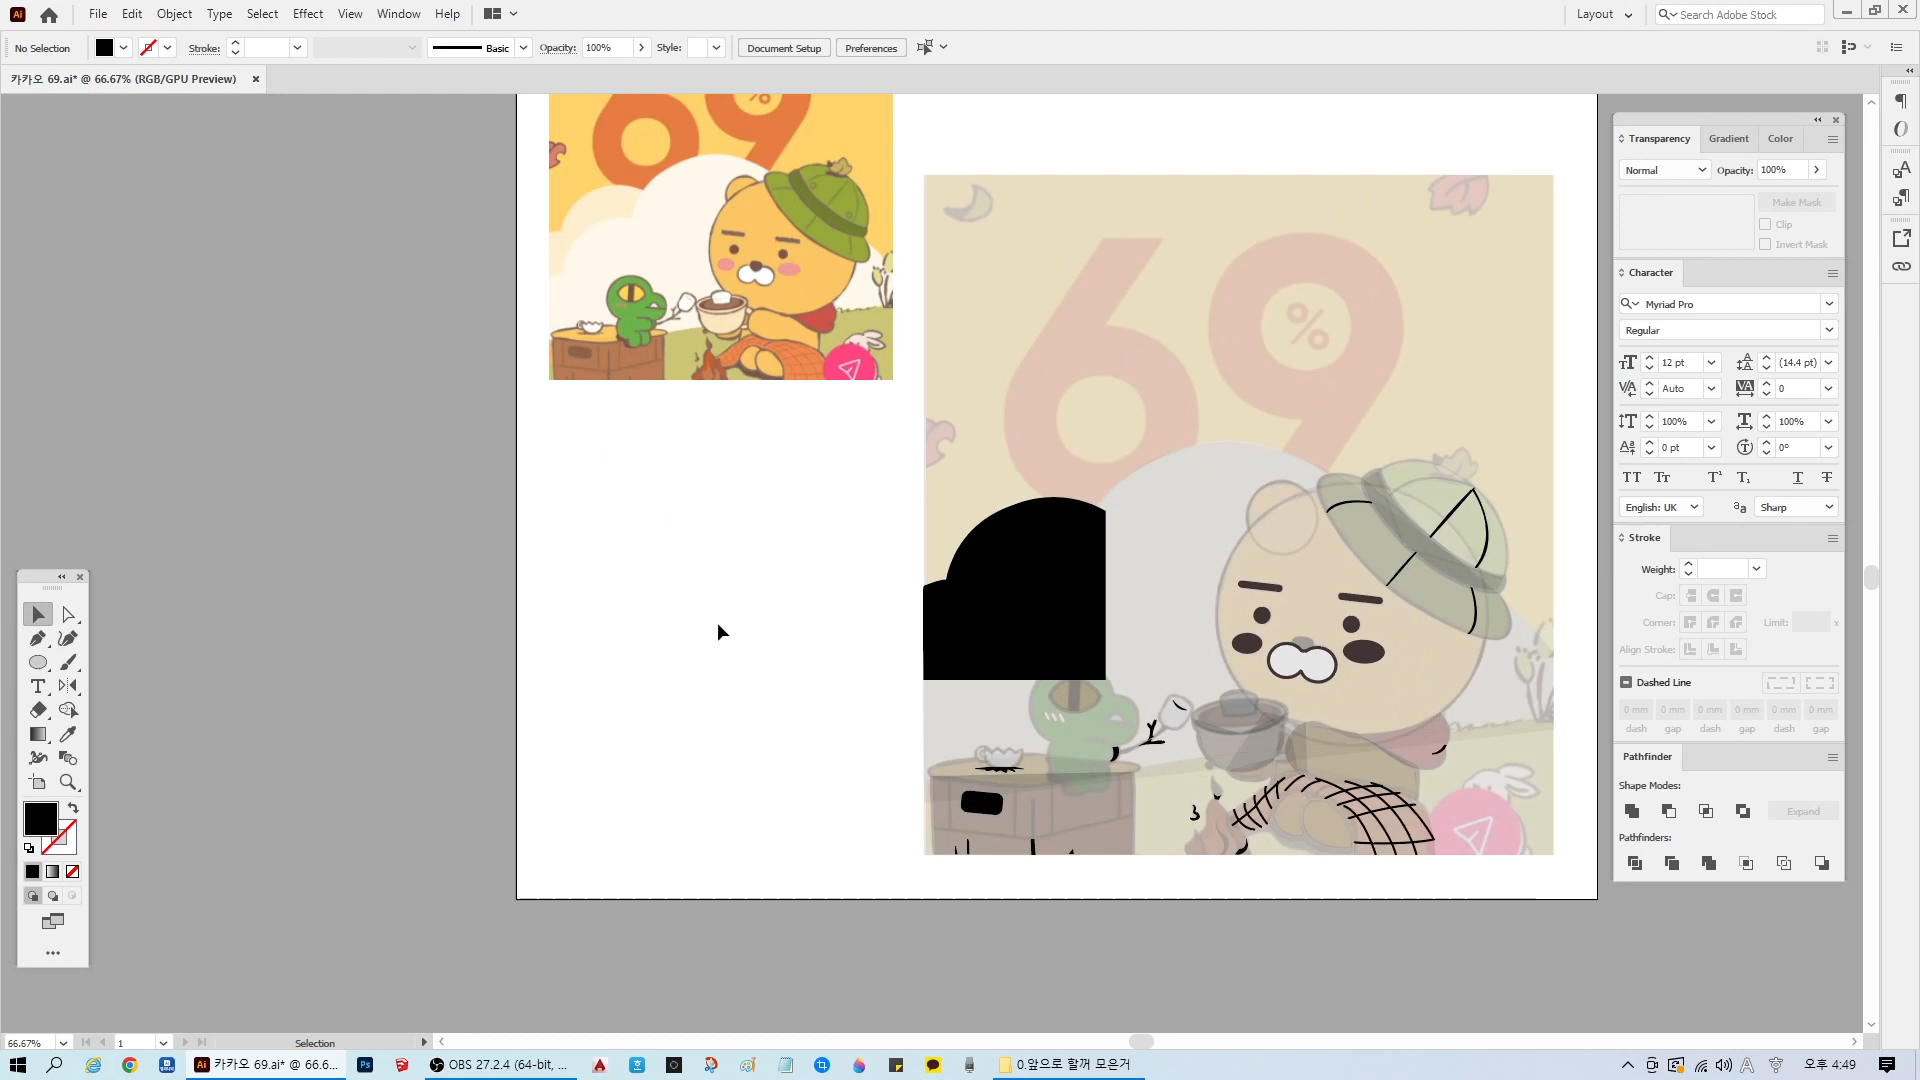 Ai File Edit Object Type Select Effect View Window Help Layout Search Adobe Stock
No Selection Stroke: Basic Opacity: 100% Style: Document Setup Preferences
카카오 69.ai* @ 66.67% (RGB/GPU Preview)
69%
69%
Transparency Gradient Color
Normal Opacity: 100%
Make Mask
Clip
Invert Mask
Character
Myriad Pro
Regular
12 pt (14.4 pt)
Auto 0
100% 100%
0 pt 0°
English: UK Sharp
Stroke
Weight:
Cap:
Corner: Limit: x
Align Stroke:
Dashed Line
0 mm 0 mm 0 mm 0 mm 0 mm 0 mm
dash gap dash gap dash gap
Pathfinder
Shape Modes:
Expand
Pathfinders:
66.67% 1 Selection
카카오 69.ai* @ 66.6... OBS 27.2.4 (64-bit, ... 0.앞으로 할꺼 모은거 오후 4:49